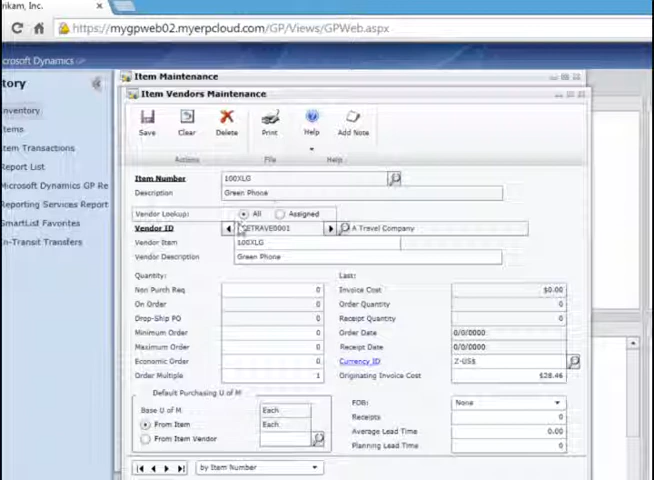 rikam, Inc.
https://mygpweb02.myerpcloud.com/GP/Views/GPWeb.aspx
crosoft Dynamics
tory
Item Maintenance
Item Vendors Maintenance
nventory
tems
tem Transactions
Report List
Microsoft Dynamics GP Re
Reporting Services Report
SmartList Favorites
n-Transit Transfers
Save Clear Delete Print Help Add Note
Actions File Help
Item Number 100XLG
Description Green Phone
Vendor Lookup: All Assigned
Vendor ID ETRAVE0001 A Travel Company
Vendor Item 100XLG
Vendor Description Green Phone
Quantity: Last:
Non Purch Req 0 Invoice Cost $0.00
On Order 0 Order Quantity 0
Drop-Ship PO 0 Receipt Quantity 0
Minimum Order 0 Order Date 0/0/0000
Maximum Order 0 Receipt Date 0/0/0000
Economic Order 0 Currency ID Z-US$
Order Multiple 1 Originating Invoice Cost $28.46
Default Purchasing U of M
Base U of M Each
From Item Each
From Item Vendor
FOB: None
Receipts 0
Average Lead Time 0.00
Planning Lead Time 0
by Item Number